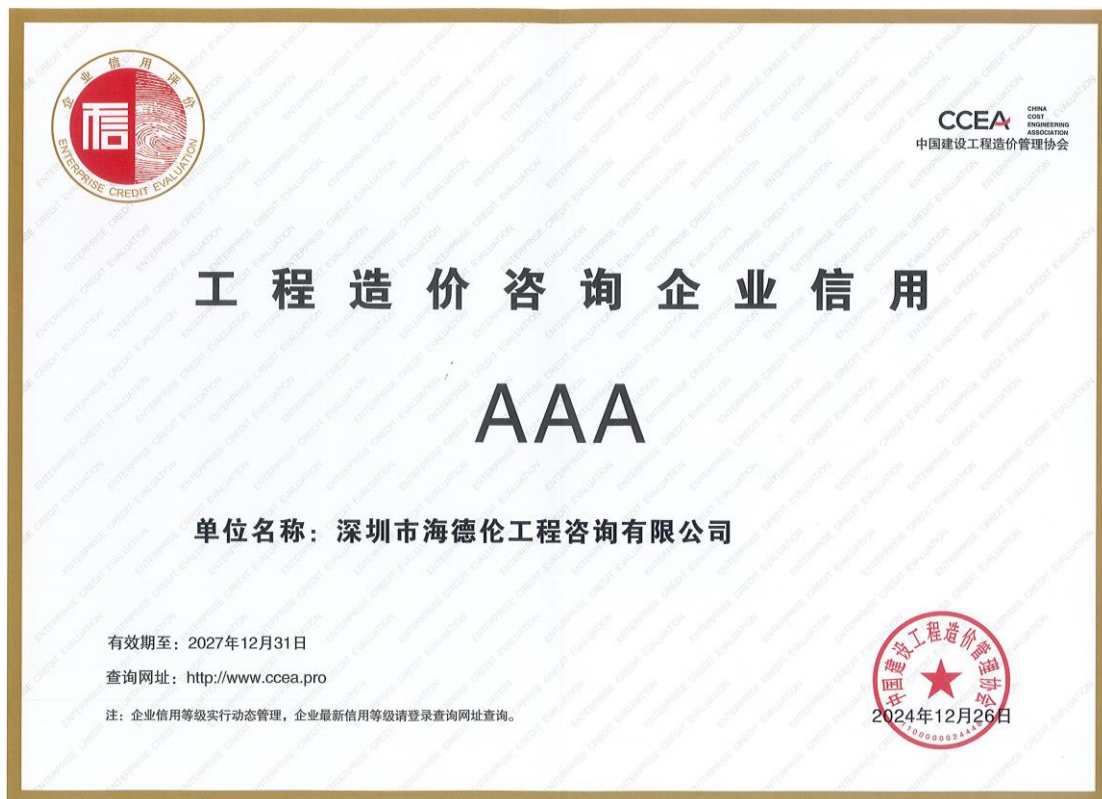 企业信用评价
信
ENTERPRISE CREDIT EVALUATION
CCEA
CHINA
COST
ENGINEERING
ASSOCIATION
中国建设工程造价管理协会
工程造价咨询企业信用
AAA
单位名称：深圳市海德伦工程咨询有限公司
有效期至：2027年12月31日
查询网址：http://www.ccea.pro
注：企业信用等级实行动态管理，企业最新信用等级请登录查询网址查询。
中国建设工程造价管理协会
2024年12月26日